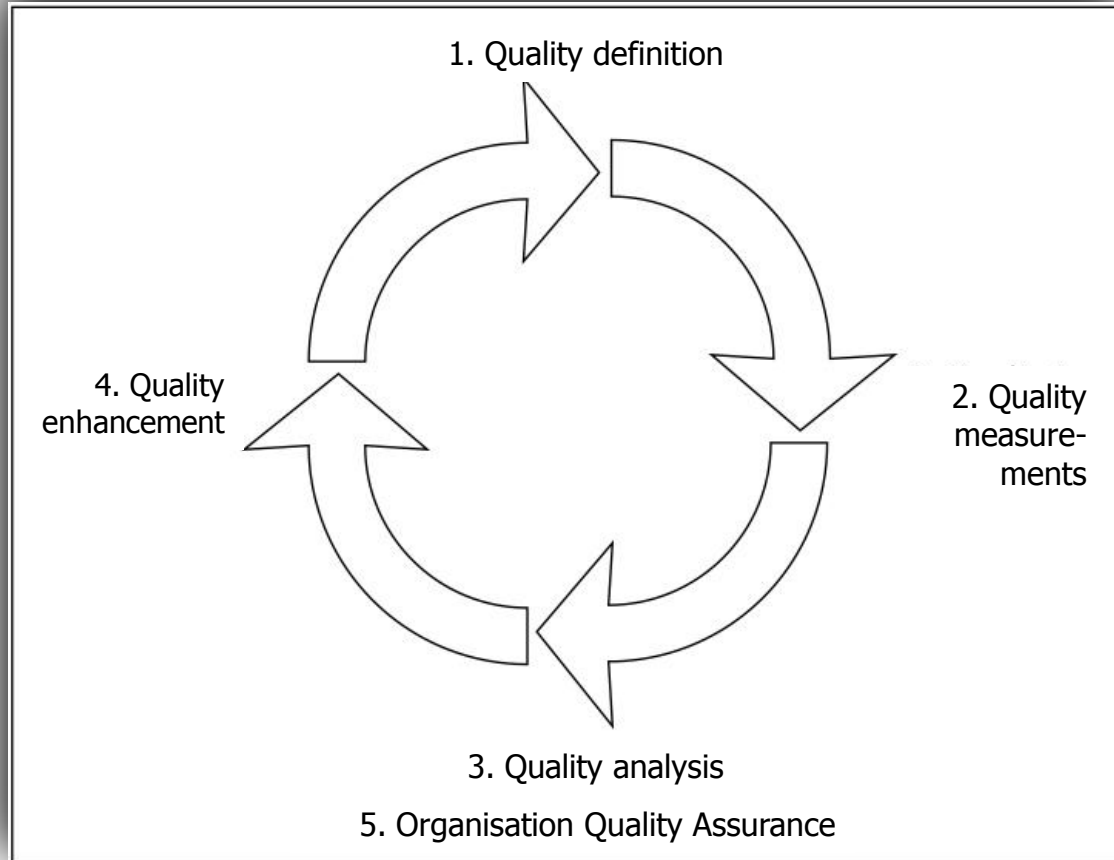 1. Quality definition
4. Quality
enhancement
2. Quality
measure-
ments
3. Quality analysis
5. Organisation Quality Assurance